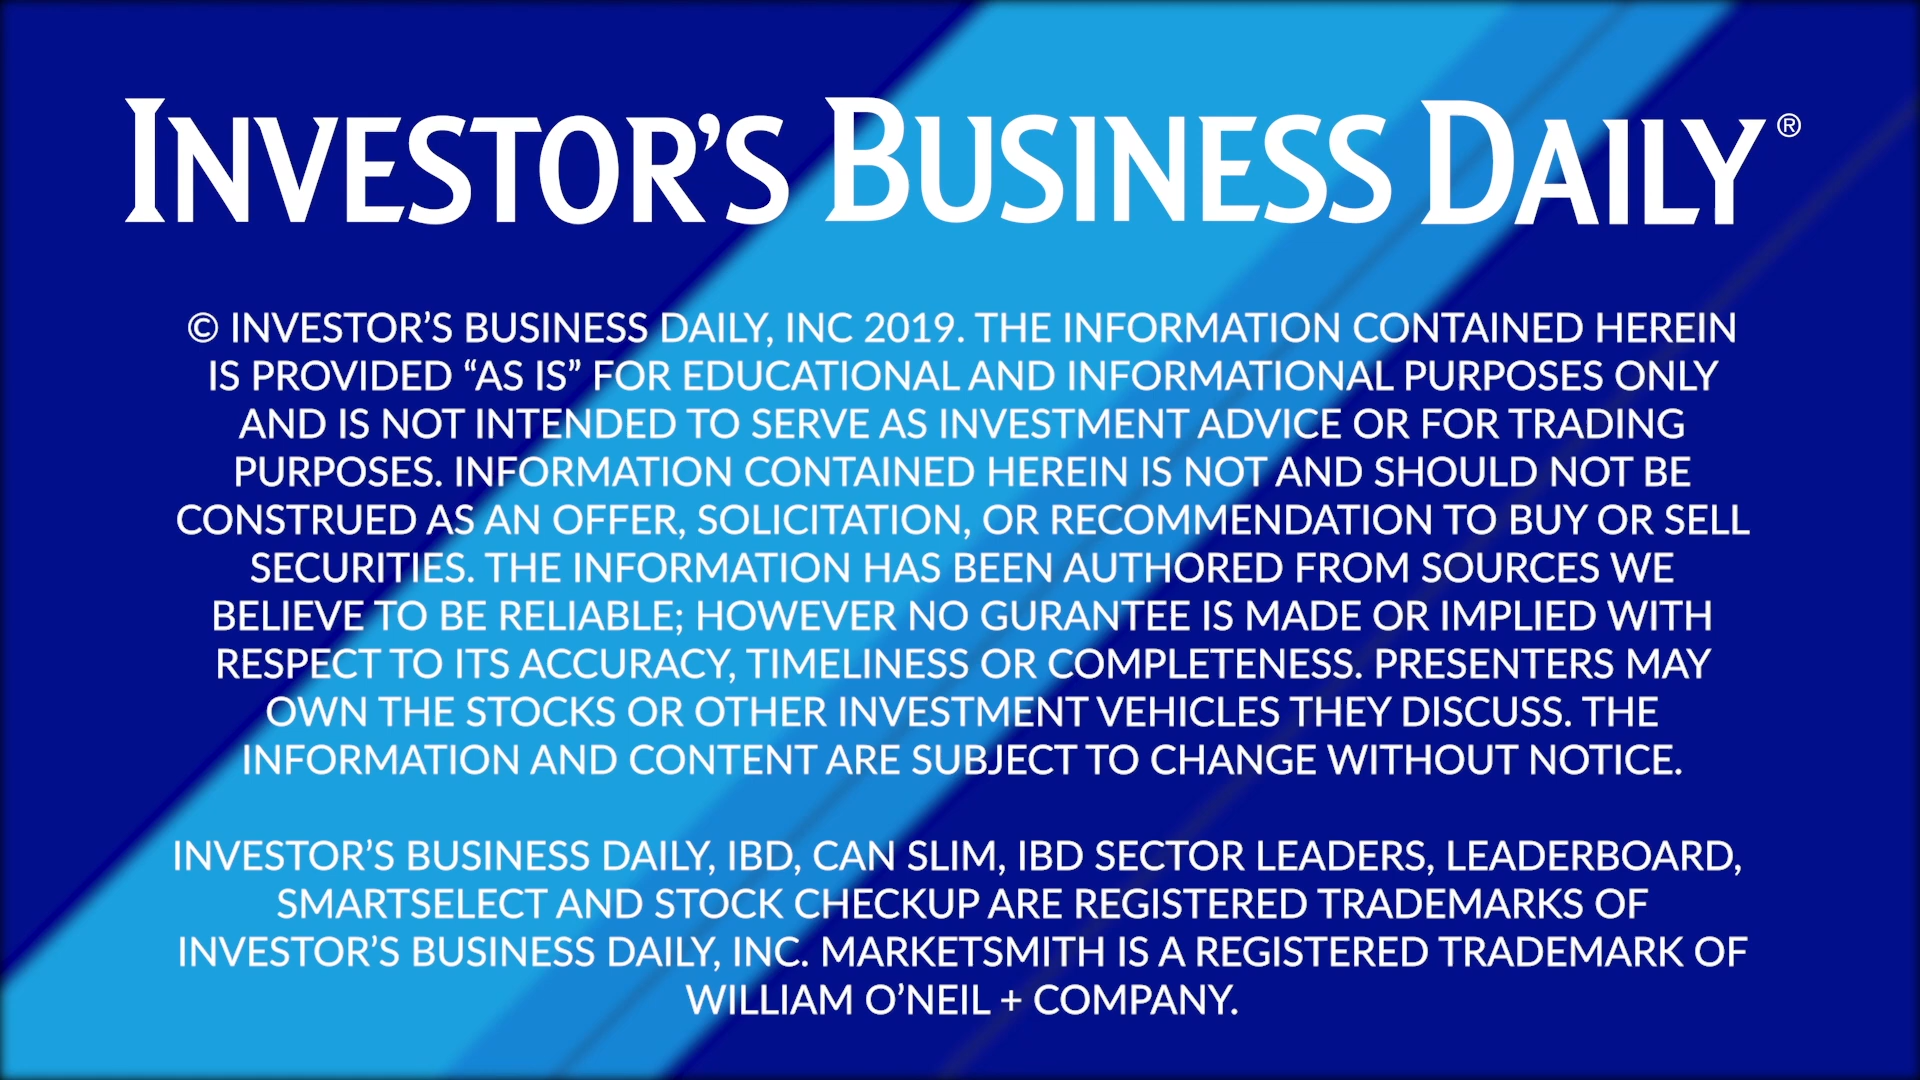 INVESTOR'S BUSINESS DAILY®
© INVESTOR'S BUSINESS DAILY, INC 2019. THE INFORMATION CONTAINED HEREIN
IS PROVIDED “AS IS” FOR EDUCATIONAL AND INFORMATIONAL PURPOSES ONLY
AND IS NOT INTENDED TO SERVE AS INVESTMENT ADVICE OR FOR TRADING
PURPOSES. INFORMATION CONTAINED HEREIN IS NOT AND SHOULD NOT BE
CONSTRUED AS AN OFFER, SOLICITATION, OR RECOMMENDATION TO BUY OR SELL
SECURITIES. THE INFORMATION HAS BEEN AUTHORED FROM SOURCES WE
BELIEVE TO BE RELIABLE; HOWEVER NO GURANTEE IS MADE OR IMPLIED WITH
RESPECT TO ITS ACCURACY, TIMELINESS OR COMPLETENESS. PRESENTERS MAY
OWN THE STOCKS OR OTHER INVESTMENT VEHICLES THEY DISCUSS. THE
INFORMATION AND CONTENT ARE SUBJECT TO CHANGE WITHOUT NOTICE.
INVESTOR’S BUSINESS DAILY, IBD, CAN SLIM, IBD SECTOR LEADERS, LEADERBOARD,
SMARTSELECT AND STOCK CHECKUP ARE REGISTERED TRADEMARKS OF
INVESTOR’S BUSINESS DAILY, INC. MARKETSMITH IS A REGISTERED TRADEMARK OF
WILLIAM O’NEIL + COMPANY.